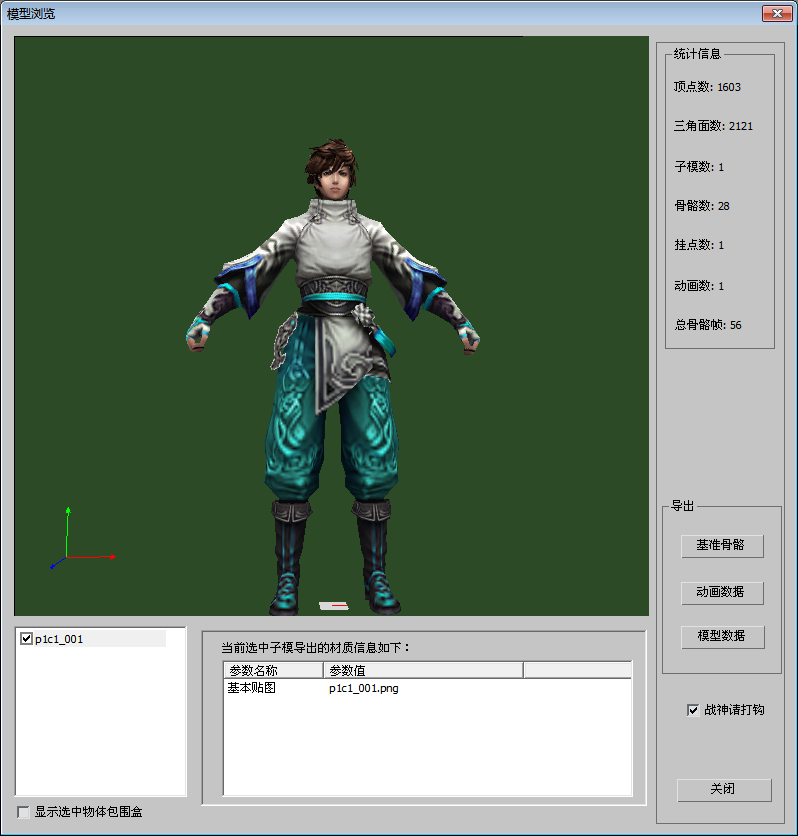 模型浏览
统计信息
顶点数: 1603
三角面数: 2121
子模数: 1
骨骼数: 28
挂点数: 1
动画数: 1
总骨骼帧: 56
导出
基准骨骼
动画数据
模型数据
战神请打钩
关闭
p1c1_001
当前选中子模导出的材质信息如下：
参数名称 参数值
基本贴图 p1c1_001.png
显示选中物体包围盒